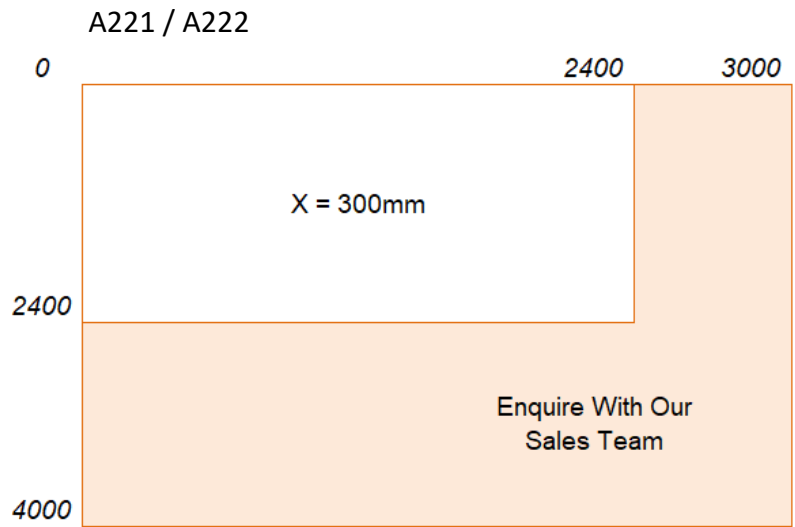 A221 / A222
0 2400 3000
X = 300mm
2400
Enquire With Our
Sales Team
4000